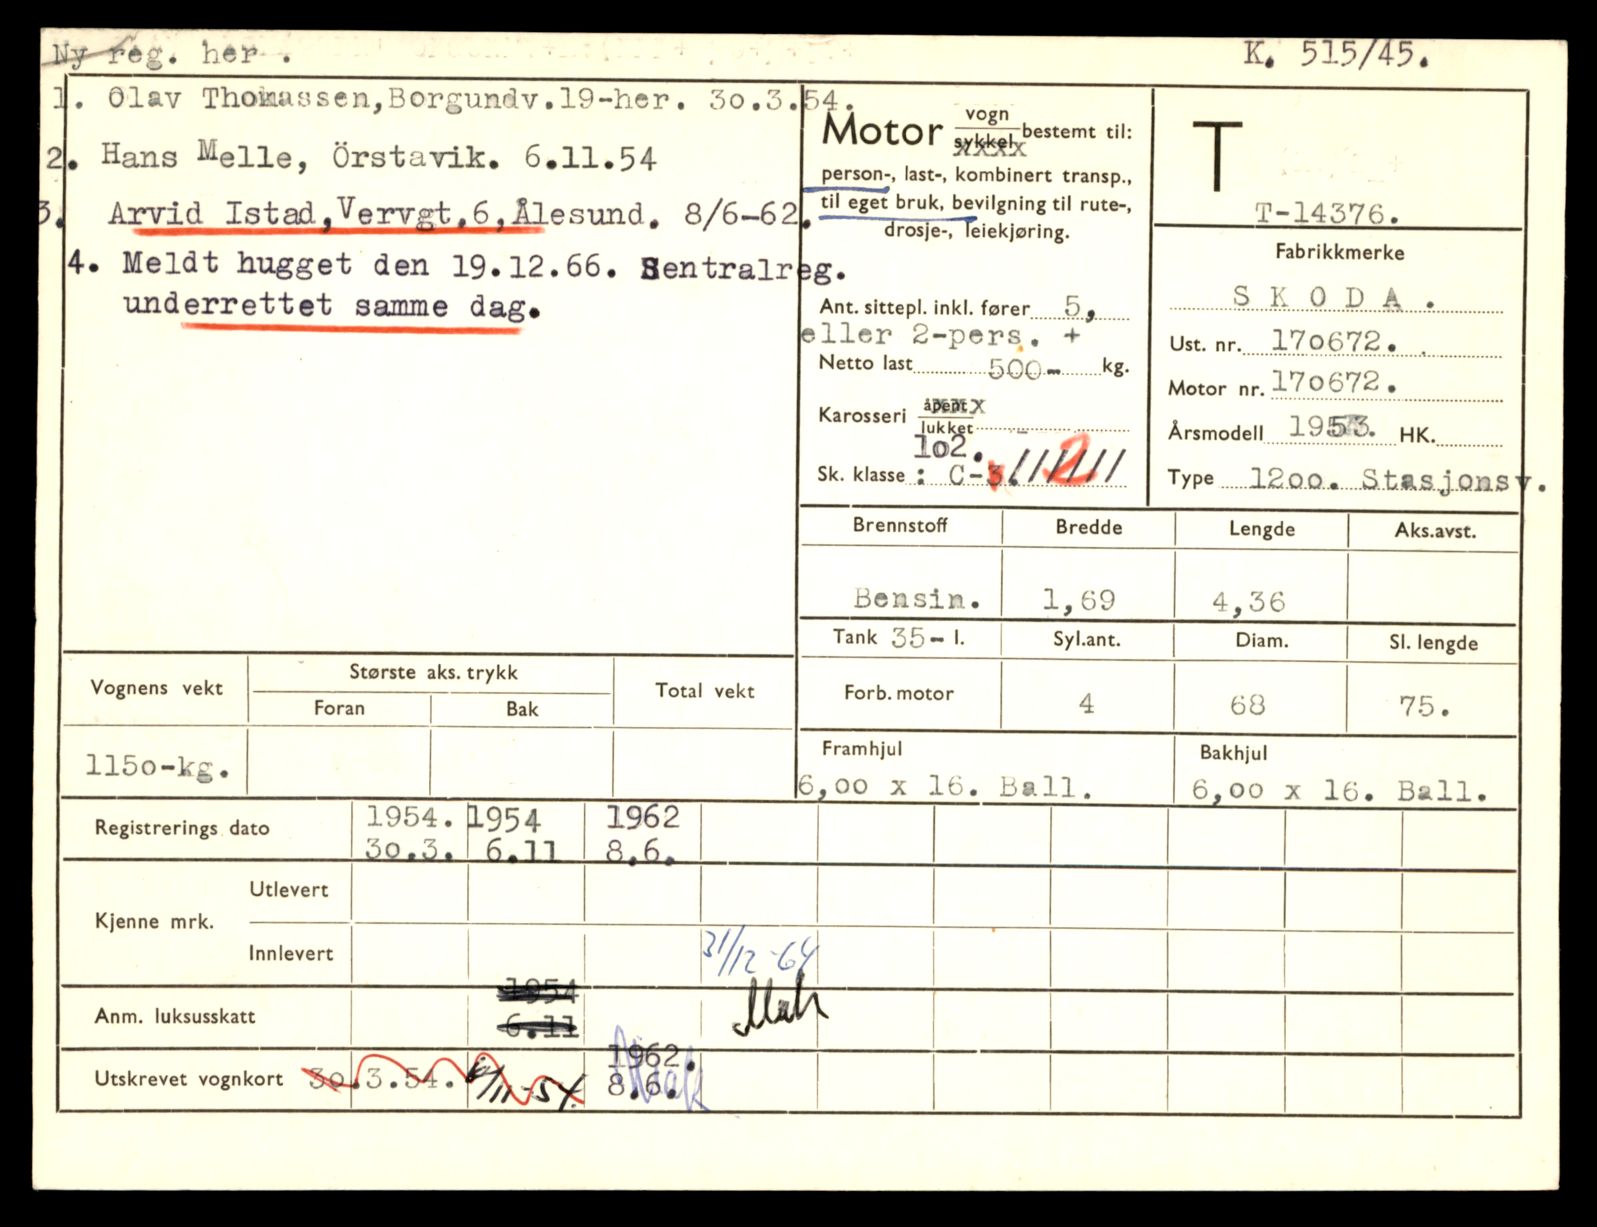 Ny reg. her .
K. 515/45.
1. Olav Thomassen,Borgundv.19-her. 30.3.54.
2. Hans Melle, Örstavik. 6.11.54
3. Arvid Istad,Vervgt.6,Ålesund. 8/6-62.
4. Meldt hugget den 19.12.66. Sentralreg.
underrettet samme dag.
Motor vogn sykkel bestemt til:
person-, last-, kombinert transp.,
til eget bruk, bevilgning til rute-,
drosje-, leiekjøring.
Ant. sittepl. inkl. fører 5,
eller 2-pers. +
Netto last 500- kg.
Karosseri åpent lukket
102.
Sk. klasse : C-3. 2
T
T-14376.
Fabrikkmerke
S K O D A .
Ust. nr. 170672.
Motor nr. 170672.
Årsmodell 1953. HK.
Type 1200. Stasjonsv.
Brennstoff Bredde Lengde Aks.avst.
Bensin. 1,69 4,36
Tank 35- l. Syl.ant. Diam. Sl. lengde
Forb. motor 4 68 75.
Framhjul Bakhjul
6,00 x 16. Ball. 6,00 x 16. Ball.
Vognens vekt Største aks. trykk Total vekt
Foran Bak
1150-kg.
Registrerings dato 1954. 1954 1962
30.3. 6.11 8.6.
Kjenne mrk. Utlevert
Innlevert 31/12-64
Anm. luksusskatt 1954
6.11
Utskrevet vognkort 30.3.54. 6/11-54. 1962.
8.6.